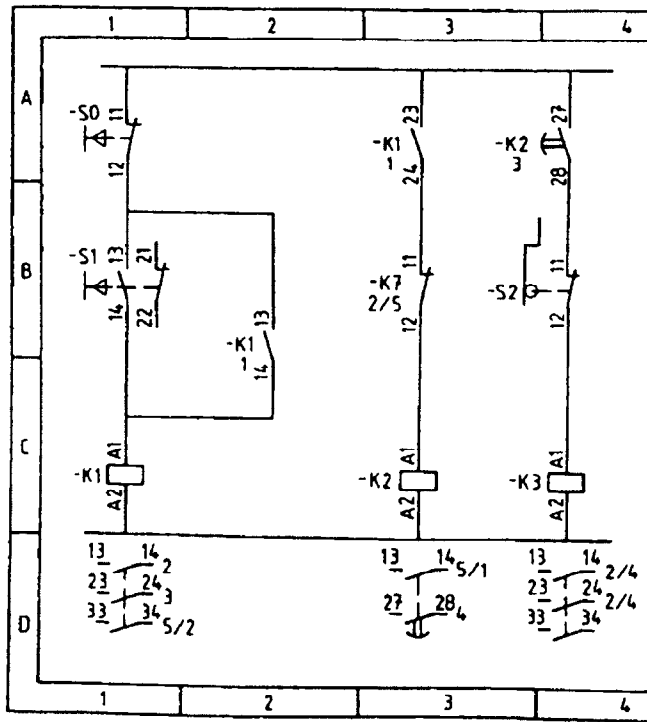 1 2 3 4
A
B
C
D
-S0 11 12
-K1 1 23 24
-K2 3 27 28
-S1 13 14 21 22
-K1 1 13 14
-K7 2/5 11 12
-S2 11 12
-K1 A1 A2
-K2 A1 A2
-K3 A1 A2
13 14 2
23 24 3
33 34 5/2
13 14 5/1
27 28 4
13 14 2/4
23 24 2/4
33 34
1 2 3 4